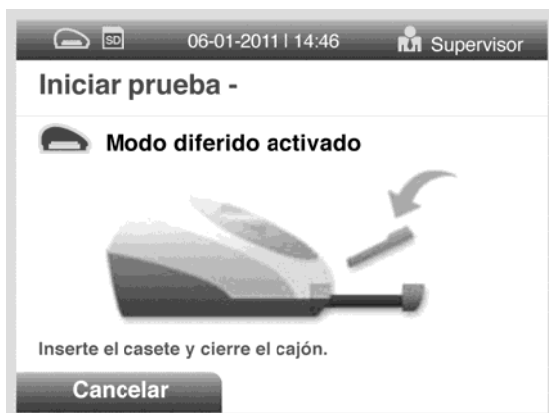 SD 06-01-2011 | 14:46 Supervisor
Iniciar prueba -
Modo diferido activado
Inserte el casete y cierre el cajón.
Cancelar